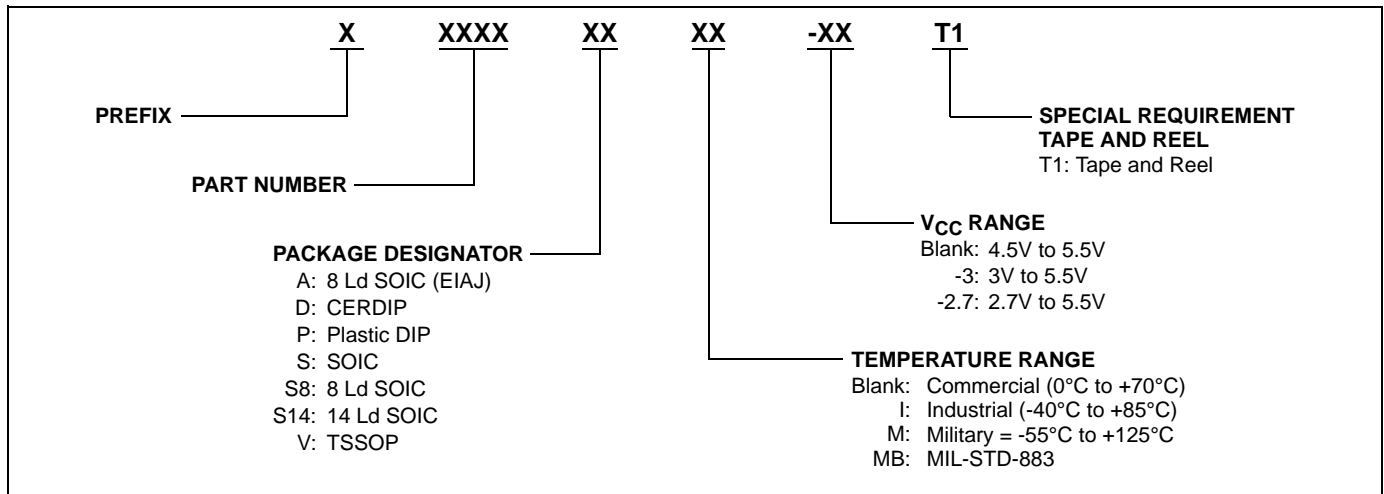 X XXXX XX XX -XX T1
PREFIX
PART NUMBER
PACKAGE DESIGNATOR
A: 8 Ld SOIC (EIAJ)
D: CERDIP
P: Plastic DIP
S: SOIC
S8: 8 Ld SOIC
S14: 14 Ld SOIC
V: TSSOP
SPECIAL REQUIREMENT
TAPE AND REEL
T1: Tape and Reel
VCC RANGE
Blank: 4.5V to 5.5V
-3: 3V to 5.5V
-2.7: 2.7V to 5.5V
TEMPERATURE RANGE
Blank: Commercial (0°C to +70°C)
I: Industrial (-40°C to +85°C)
M: Military = -55°C to +125°C
MB: MIL-STD-883